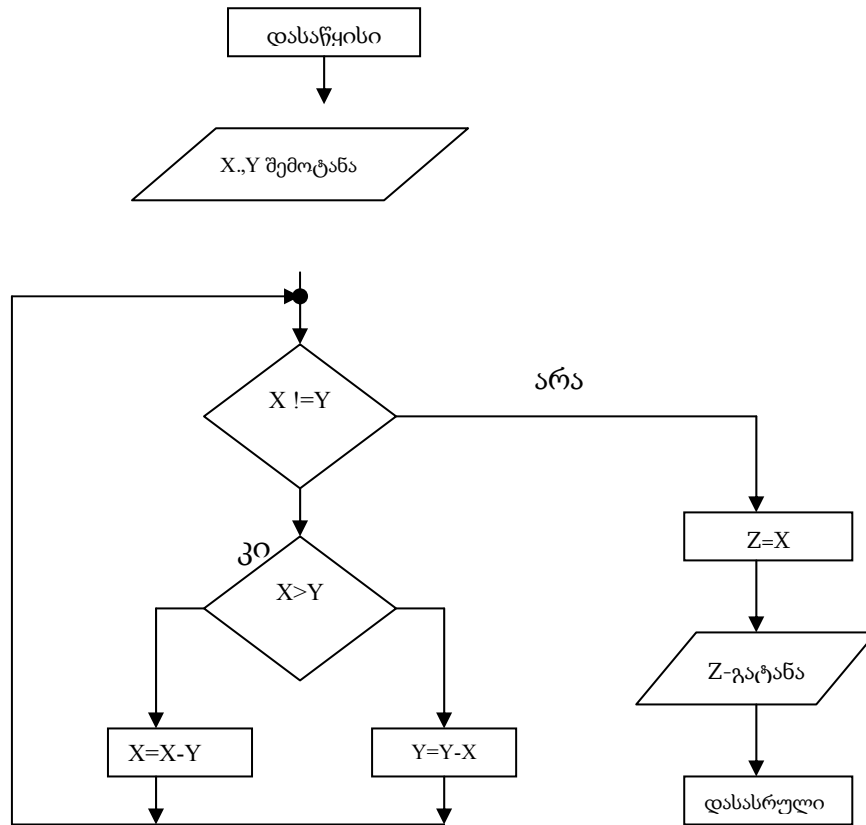 დასაწყისი
X.,Y შემოტანა
X !=Y
არა
კი
X>Y
Z=X
Z-გატანა
X=X-Y
Y=Y-X
დასასრული